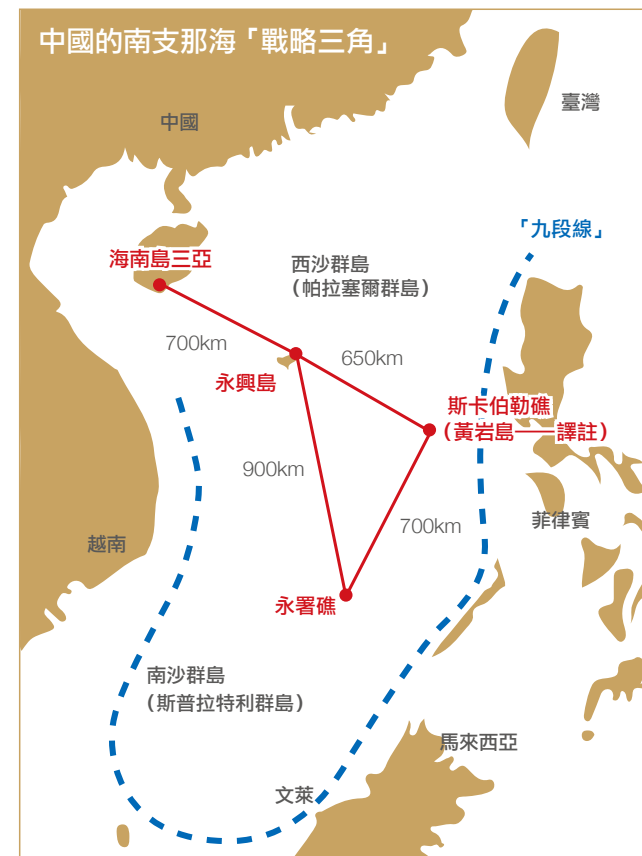 中國的南支那海「戰略三角」
臺灣
中國
「九段線」
海南島三亞
西沙群島
（帕拉塞爾群島）
700km
650km
永興島
斯卡伯勒礁
（黃岩島——譯註）
900km
700km
菲律賓
越南
永署礁
南沙群島
（斯普拉特利群島）
馬來西亞
文萊